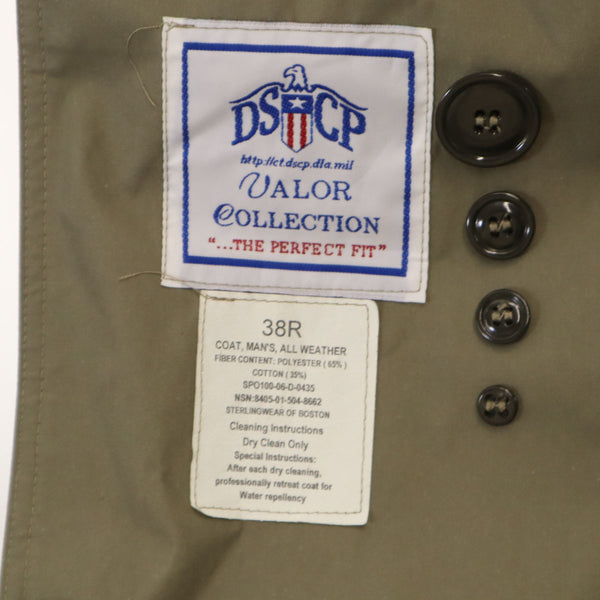 DSCP
http://ct.dscp.dla.mil
VALOR
COLLECTION
"...THE PERFECT FIT"
38R
COAT, MAN'S, ALL WEATHER
FIBER CONTENT: POLYESTER (65%)
COTTON (35%)
SPO100-06-D-0435
NSN:8405-01-504-8662
STERLINGWEAR OF BOSTON
Cleaning Instructions
Dry Clean Only
Special Instructions:
After each dry cleaning,
professionally retreat coat for
Water repellency